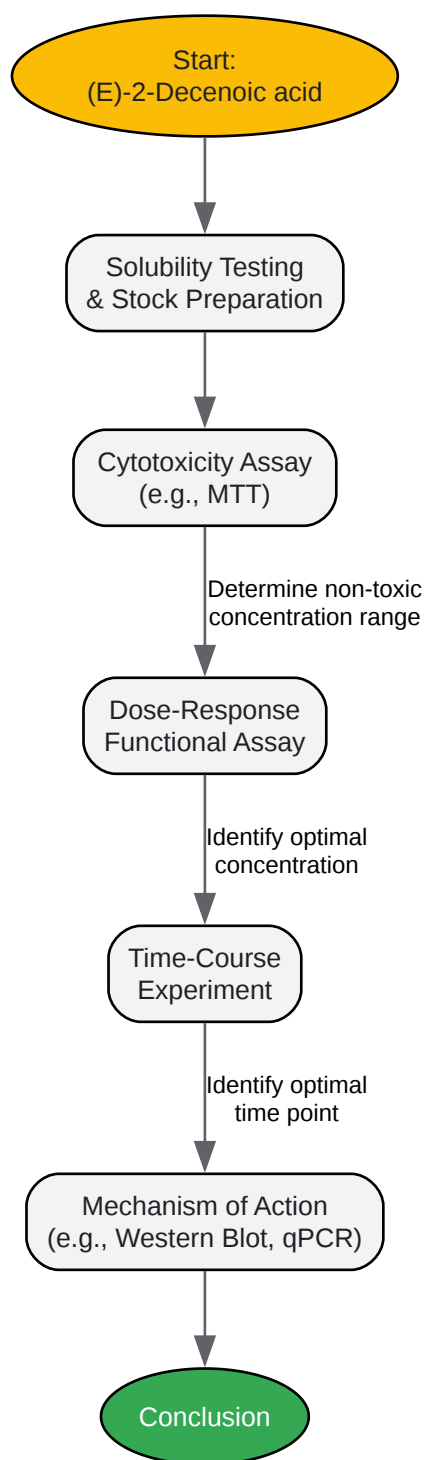 Start:
(E)-2-Decenoic acid
Solubility Testing
& Stock Preparation
Cytotoxicity Assay
(e.g., MTT)
Determine non-toxic
concentration range
Dose-Response
Functional Assay
Identify optimal
concentration
Time-Course
Experiment
Identify optimal
time point
Mechanism of Action
(e.g., Western Blot, qPCR)
Conclusion